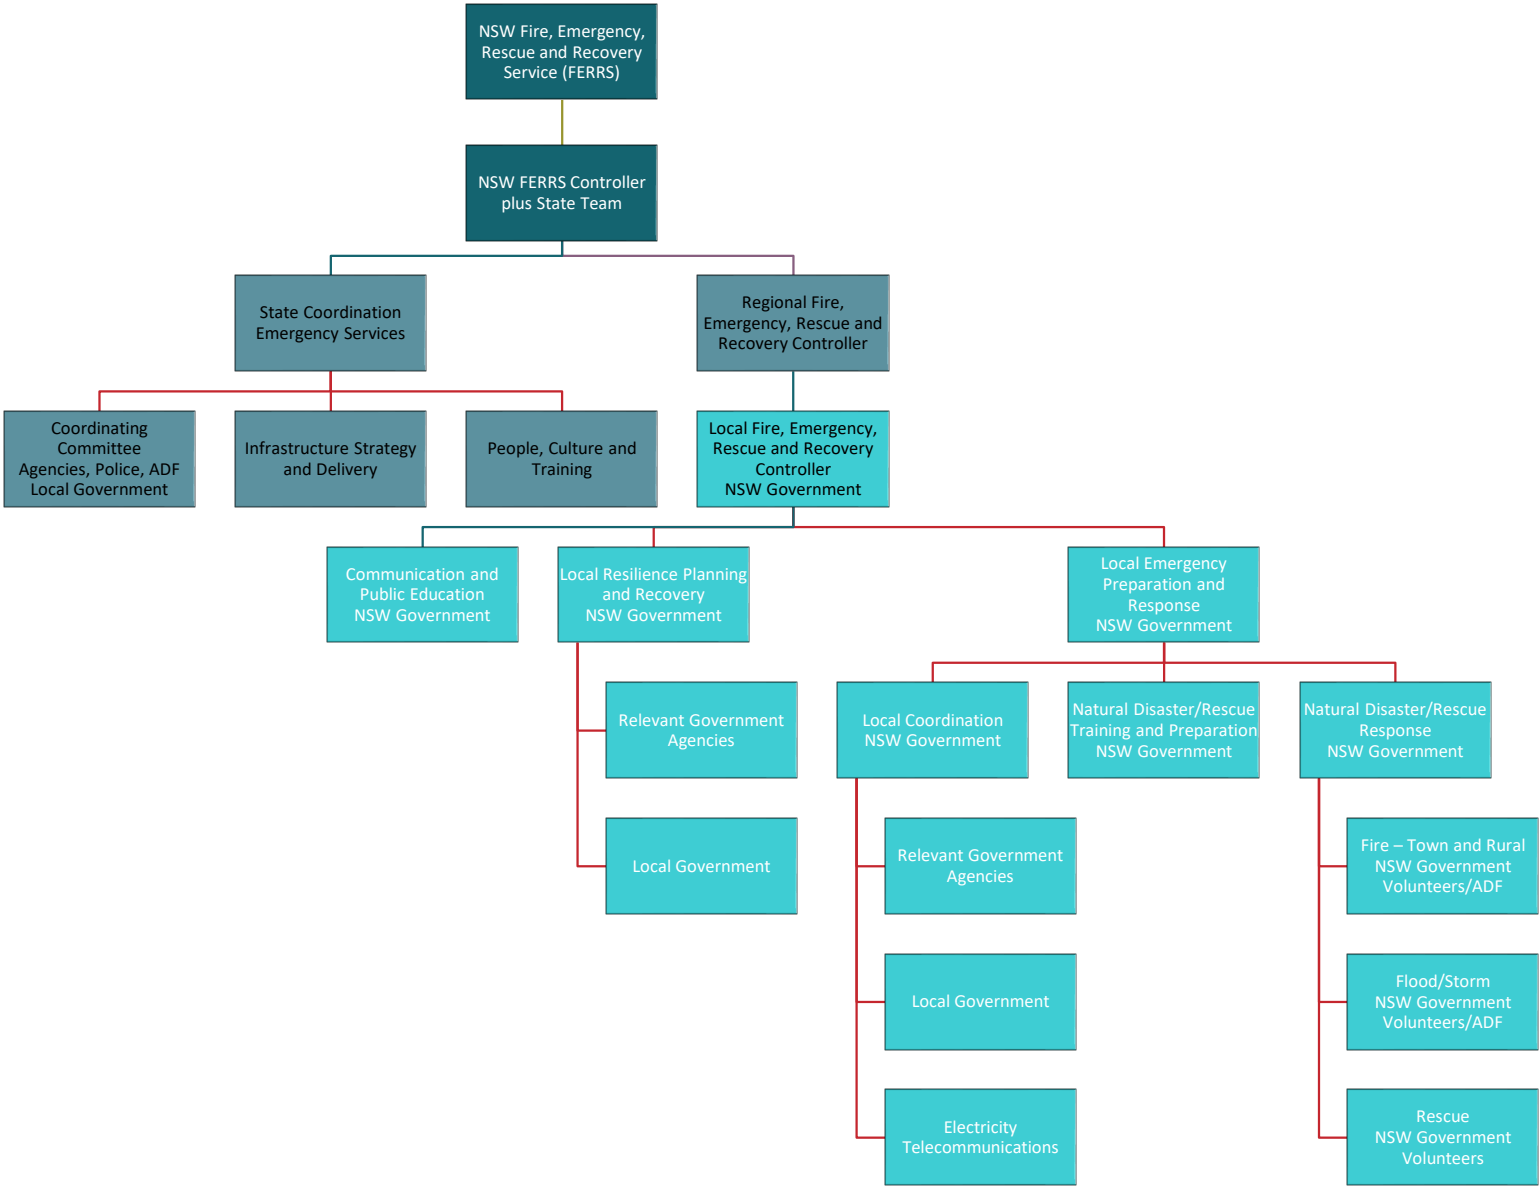 NSW Fire, Emergency,
Rescue and Recovery
Service (FERRS)
NSW FERRS Controller
plus State Team
State Coordination
Emergency Services
Regional Fire,
Emergency, Rescue and
Recovery Controller
Coordinating
Committee
Agencies, Police, ADF
Local Government
Infrastructure Strategy
and Delivery
People, Culture and
Training
Local Fire, Emergency,
Rescue and Recovery
Controller
NSW Government
Communication and
Public Education
NSW Government
Local Resilience Planning
and Recovery
NSW Government
Local Emergency
Preparation and
Response
NSW Government
Relevant Government
Agencies
Local Government
Local Coordination
NSW Government
Natural Disaster/Rescue
Training and Preparation
NSW Government
Natural Disaster/Rescue
Response
NSW Government
Relevant Government
Agencies
Local Government
Electricity
Telecommunications
Fire – Town and Rural
NSW Government
Volunteers/ADF
Flood/Storm
NSW Government
Volunteers/ADF
Rescue
NSW Government
Volunteers